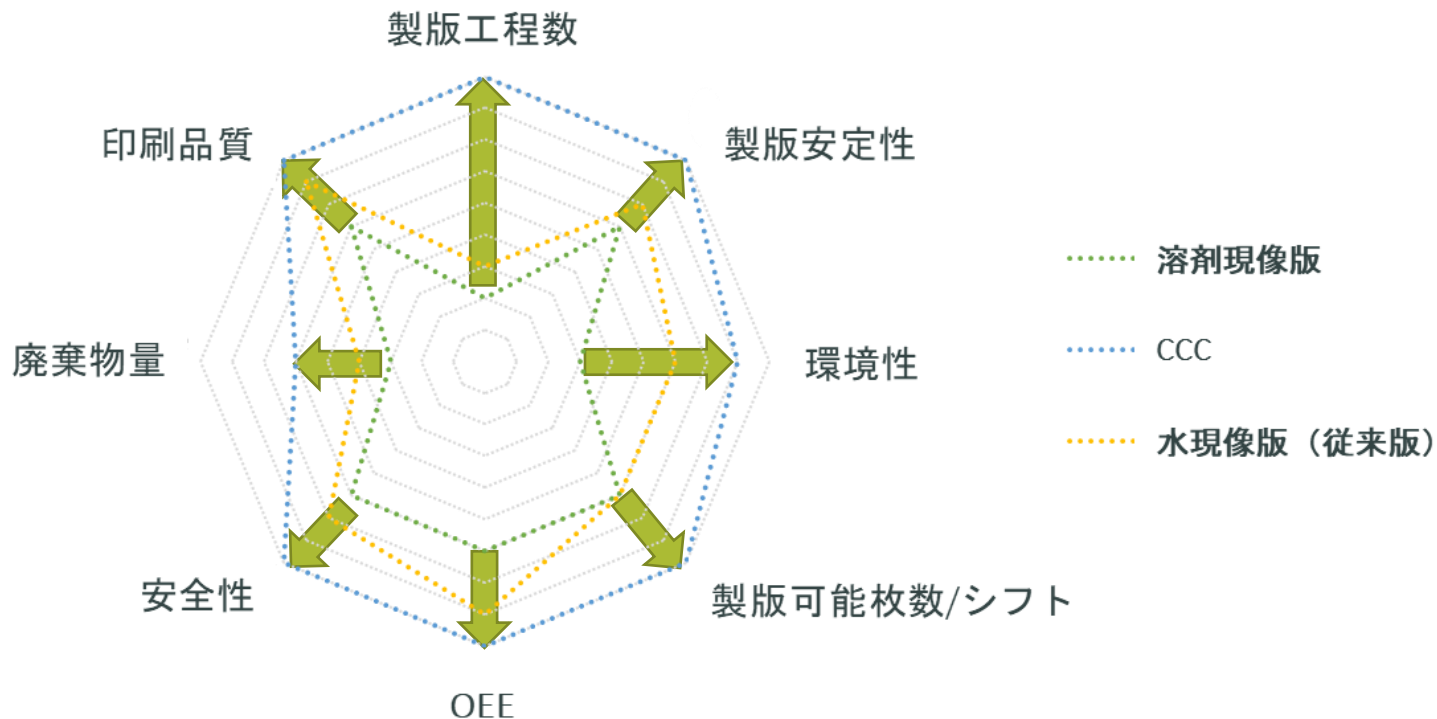 製版工程数
印刷品質
製版安定性
溶剤現像版
廃棄物量
環境性
CCC
水現像版（従来版）
安全性
製版可能枚数/シフト
OEE